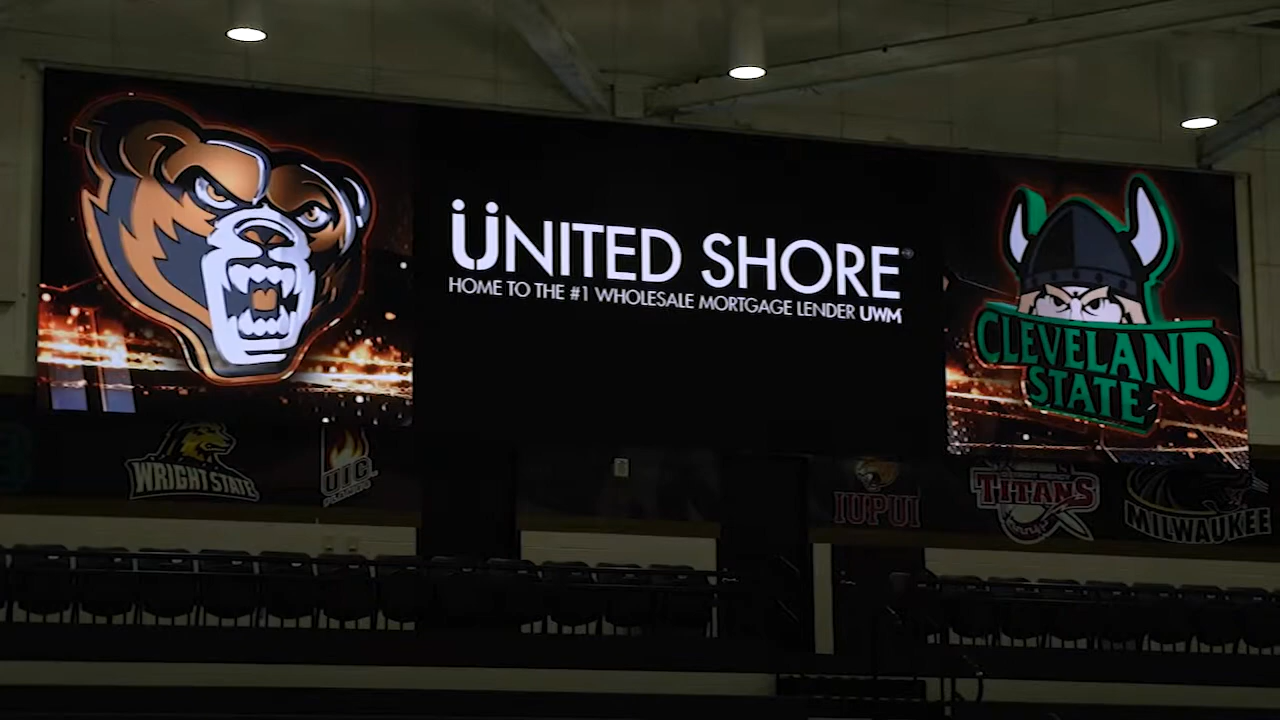 UNITED SHORE
HOME TO THE #1 WHOLESALE MORTGAGE LENDER UWM
CLEVELAND
STATE
WRIGHT STATE
UIC
IUPUI
TITANS
MILWAUKEE